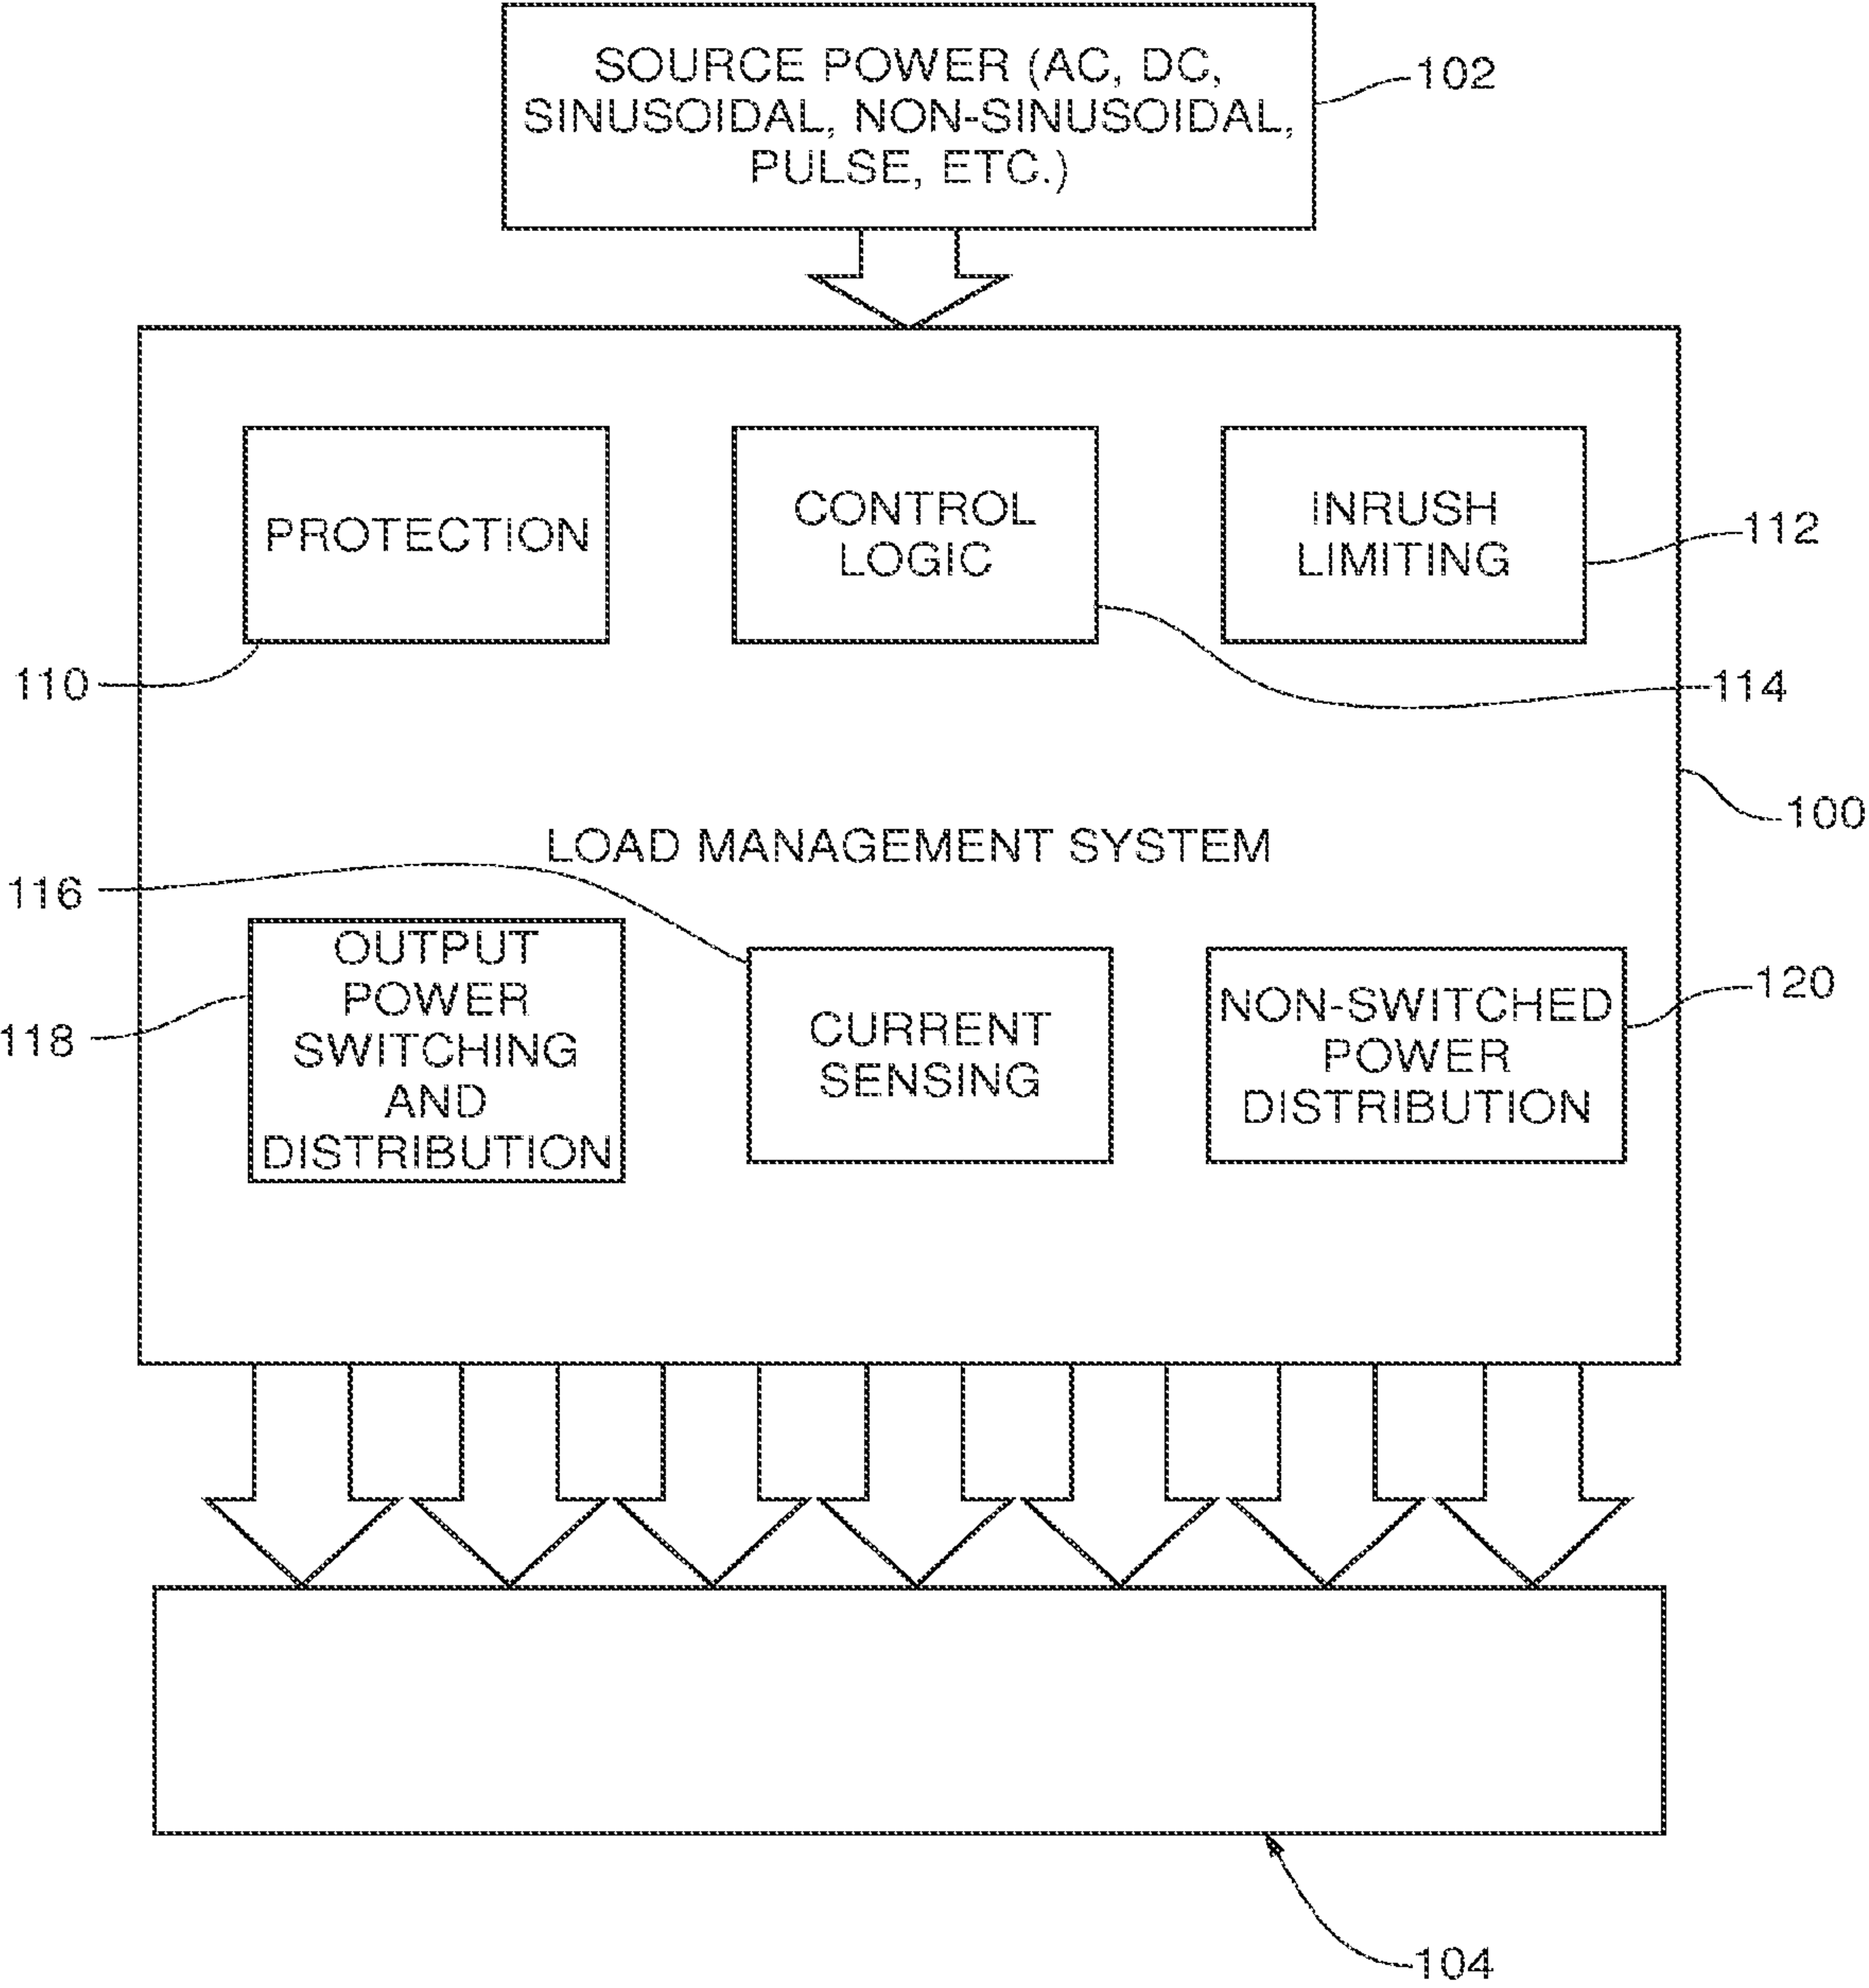 SOURCE POWER (AC, DC,
SINUSOIDAL, NON-SINUSOIDAL,
PULSE, ETC.)
102
PROTECTION
CONTROL
LOGIC
INRUSH
LIMITING
112
110
114
100
LOAD MANAGEMENT SYSTEM
116
OUTPUT
POWER
SWITCHING
AND
DISTRIBUTION
118
CURRENT
SENSING
NON-SWITCHED
POWER
DISTRIBUTION
120
104